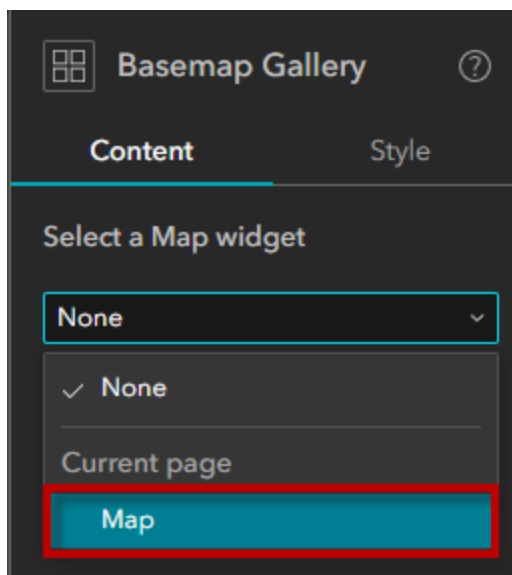 Basemap Gallery ?
Content Style
Select a Map widget
None
None
Current page
Map